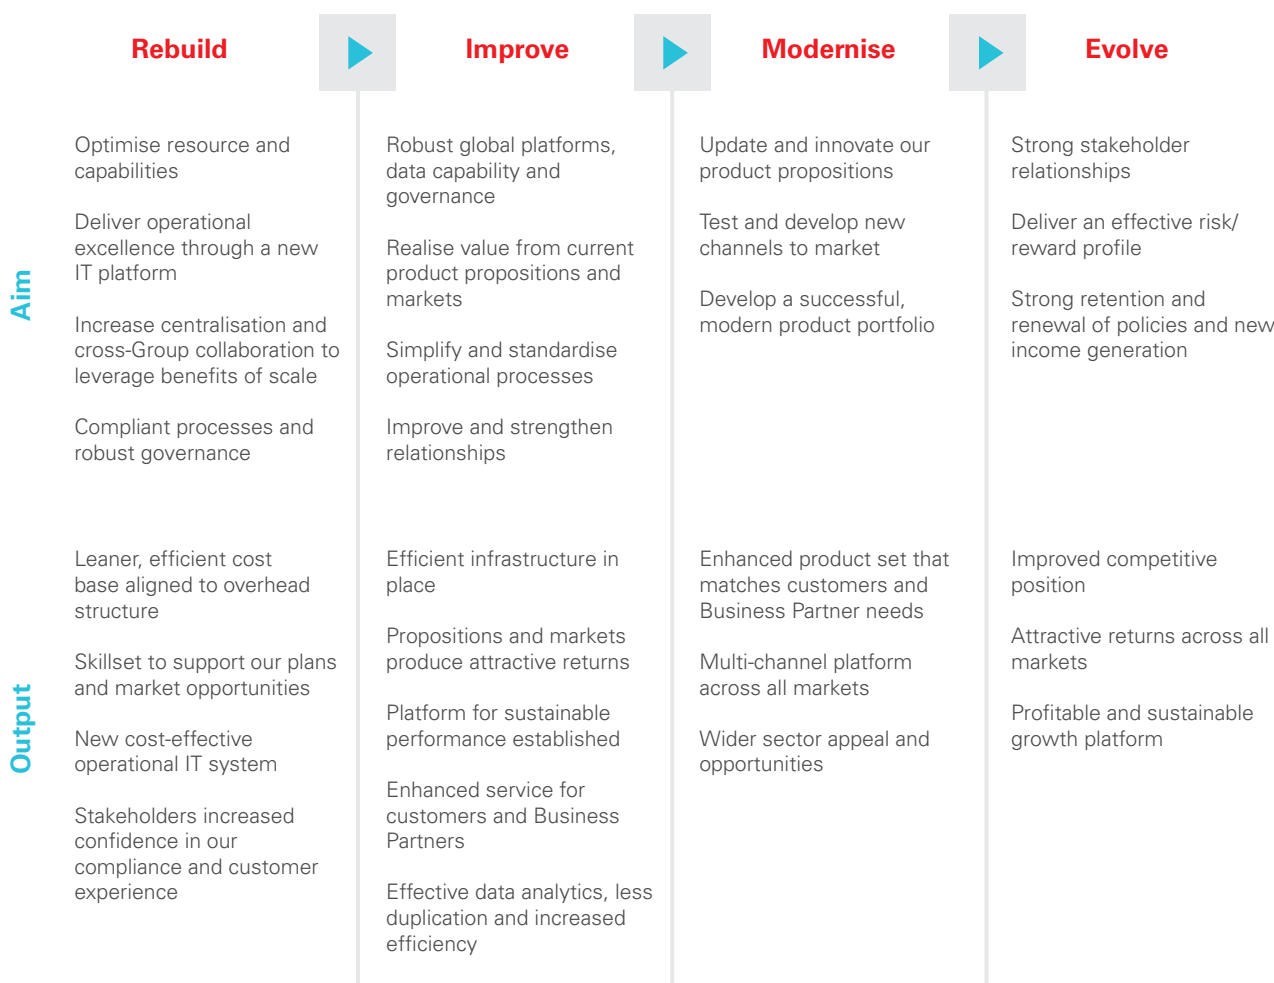 Rebuild
Improve
Modernise
Evolve
Aim
Optimise resource and
capabilities
Deliver operational
excellence through a new
IT platform
Increase centralisation and
cross-Group collaboration to
leverage benefits of scale
Compliant processes and
robust governance
Robust global platforms,
data capability and
governance
Realise value from current
product propositions and
markets
Simplify and standardise
operational processes
Improve and strengthen
relationships
Update and innovate our
product propositions
Test and develop new
channels to market
Develop a successful,
modern product portfolio
Strong stakeholder
relationships
Deliver an effective risk/
reward profile
Strong retention and
renewal of policies and new
income generation
Output
Leaner, efficient cost
base aligned to overhead
structure
Skillset to support our plans
and market opportunities
New cost-effective
operational IT system
Stakeholders increased
confidence in our
compliance and customer
experience
Efficient infrastructure in
place
Propositions and markets
produce attractive returns
Platform for sustainable
performance established
Enhanced service for
customers and Business
Partners
Effective data analytics, less
duplication and increased
efficiency
Enhanced product set that
matches customers and
Business Partner needs
Multi-channel platform
across all markets
Wider sector appeal and
opportunities
Improved competitive
position
Attractive returns across all
markets
Profitable and sustainable
growth platform